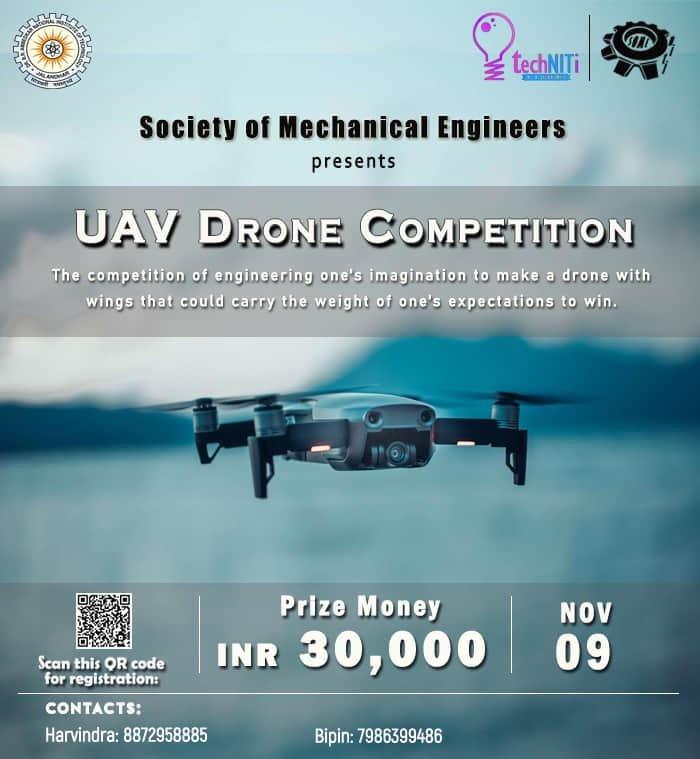 techNITi
Society of Mechanical Engineers
presents
UAV DRONE COMPETITION
The competition of engineering one's imagination to make a drone with
wings that could carry the weight of one's expectations to win.
Scan this QR code
for registration:
Prize Money
INR 30,000
NOV
09
CONTACTS:
Harvindra: 8872958885
Bipin: 7986399486